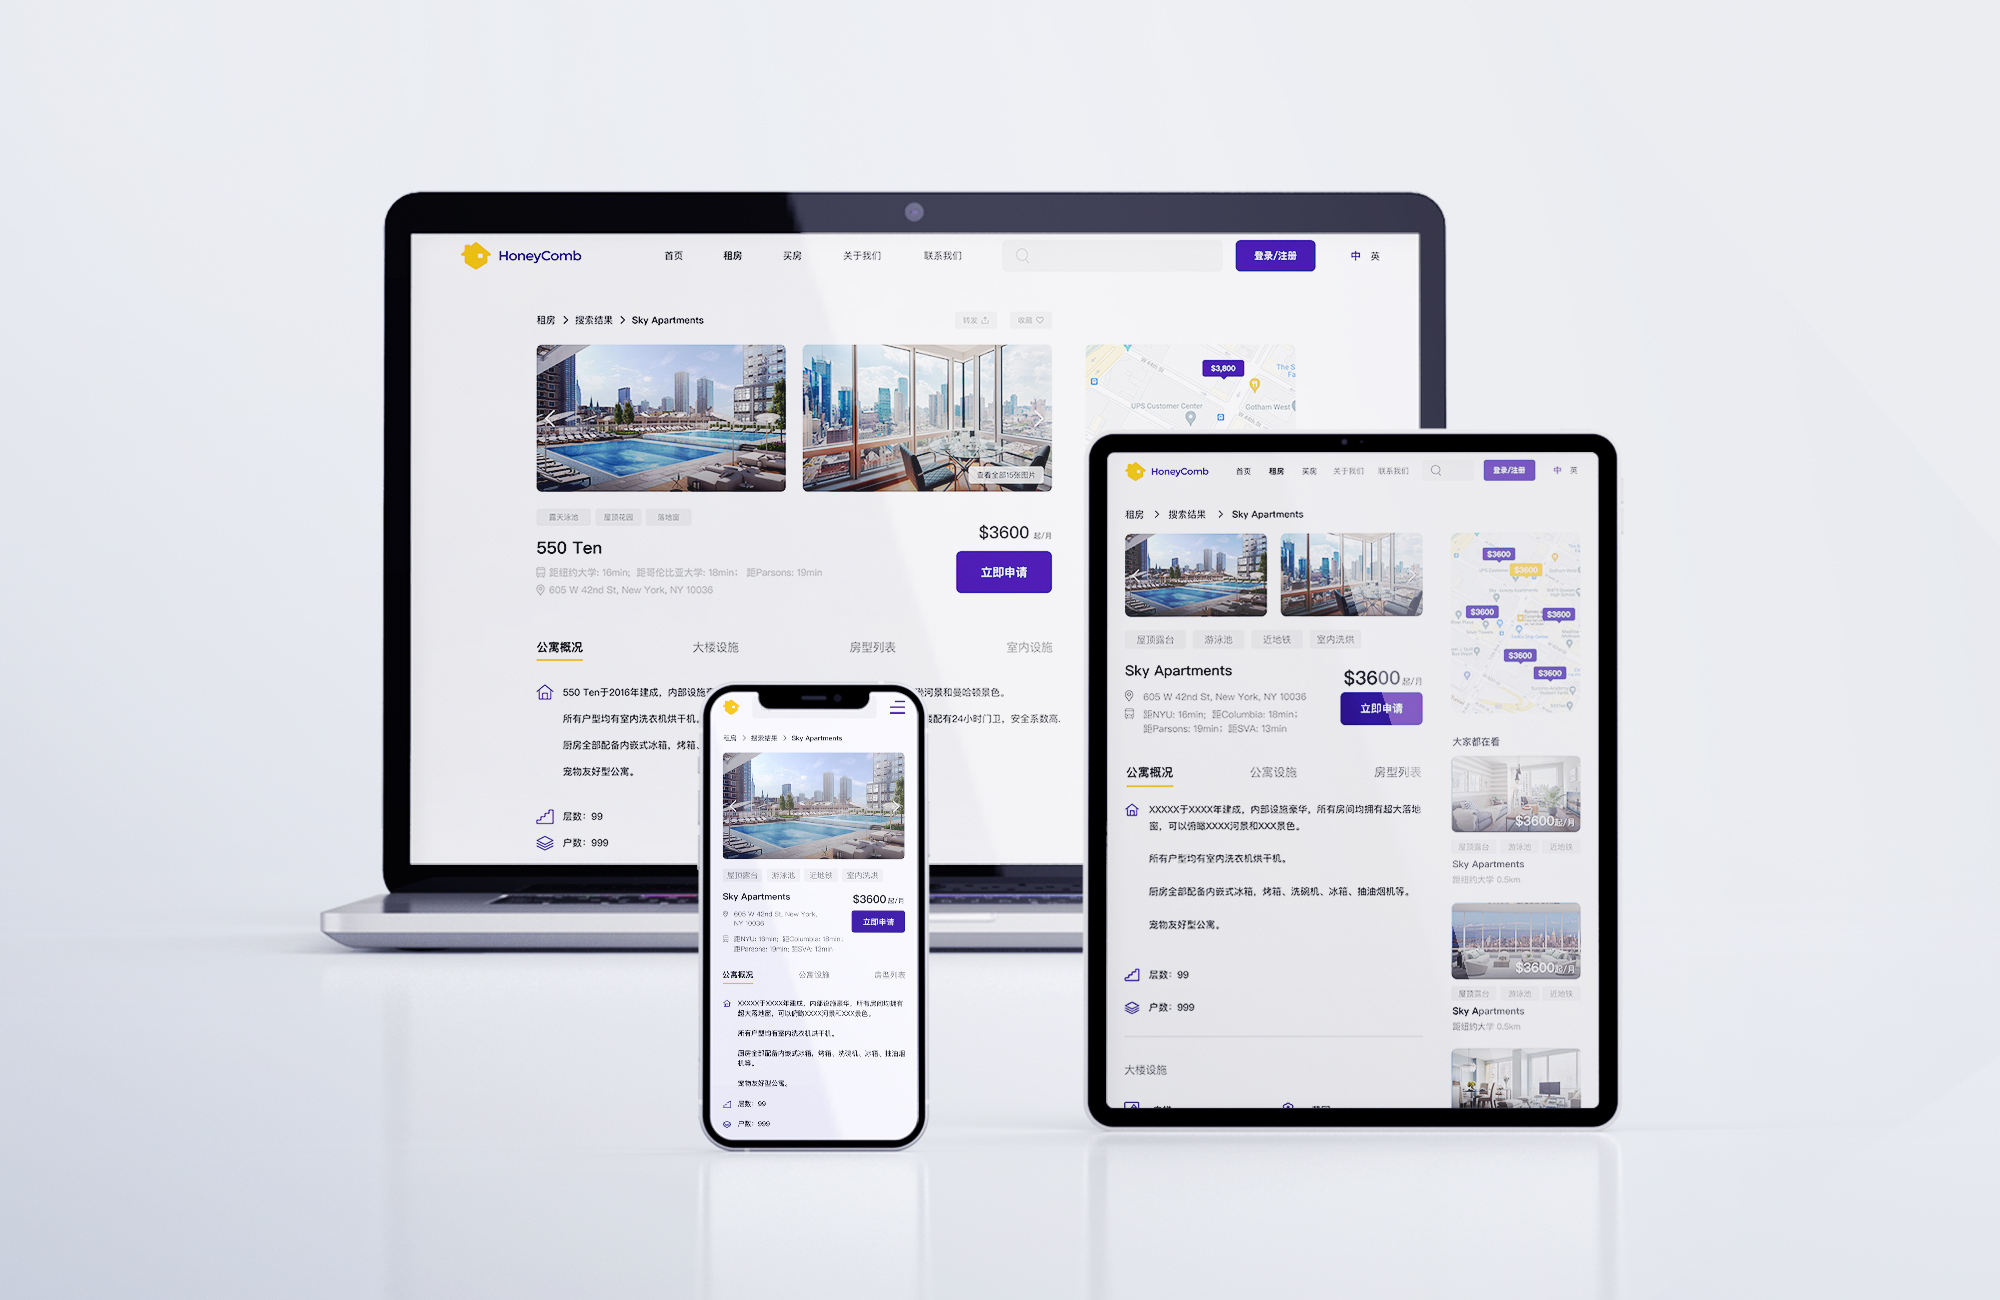 HoneyComb
首页
租房
买房
关于我们
联系我们
登录/注册
中 英
租房 > 搜索结果 > Sky Apartments
转发
收藏
查看全部15张图片
$3,800
W 44th St
UPS Customer Center
Gotham West
The S
Fa
露天泳池
屋顶花园
落地窗
550 Ten
距纽约大学: 16min; 距哥伦比亚大学: 18min; 距Parsons: 19min
605 W 42nd St, New York, NY 10036
$3600 起/月
立即申请
公寓概况
大楼设施
房型列表
室内设施
550 Ten于2016年建成，内部设施
河景和曼哈顿景色。
所有户型均有室内洗衣机烘干机。
配有24小时门卫，安全系数高.
厨房全部配备内嵌式冰箱，烤箱、
宠物友好型公寓。
层数：99
户数：999
租房 > 搜索结果 > Sky Apartments
屋顶露台
游泳池
近地铁
室内洗烘
Sky Apartments
$3600 起/月
605 W 42nd St, New York,
NY 10036
立即申请
距NYU: 16min; 距Columbia: 18min;
距Parsons: 19min; 距SVA: 13min
公寓概况
公寓设施
房型列表
XXXXX于XXXX年建成，内部设施豪华，所有房间均拥有
超大落地窗，可以俯瞰XXXX河景和XXX景色。
所有户型均有室内洗衣机烘干机。
厨房全部配备内嵌式冰箱，烤箱、洗碗机、冰箱、抽油烟
机等。
宠物友好型公寓。
层数：99
户数：999
HoneyComb
首页
租房
买房
关于我们
联系我们
登录/注册
中 英
租房 > 搜索结果 > Sky Apartments
屋顶露台
游泳池
近地铁
室内洗烘
Sky Apartments
$3600起/月
605 W 42nd St, New York, NY 10036
距NYU: 16min; 距Columbia: 18min;
距Parsons: 19min; 距SVA: 13min
立即申请
公寓概况
公寓设施
房型列表
XXXXX于XXXX年建成，内部设施豪华，所有房间均拥有超大落地
窗，可以俯瞰XXXX河景和XXX景色。
所有户型均有室内洗衣机烘干机。
厨房全部配备内嵌式冰箱，烤箱、洗碗机、冰箱、抽油烟机等。
宠物友好型公寓。
层数：99
户数：999
大楼设施
$3600
$3600
$3600
$3600
$3600
$3600
大家都在看
$3600起/月
屋顶露台
游泳池
近地铁
Sky Apartments
距纽约大学 0.5km
$3600起/月
屋顶露台
游泳池
近地铁
Sky Apartments
距纽约大学 0.5km